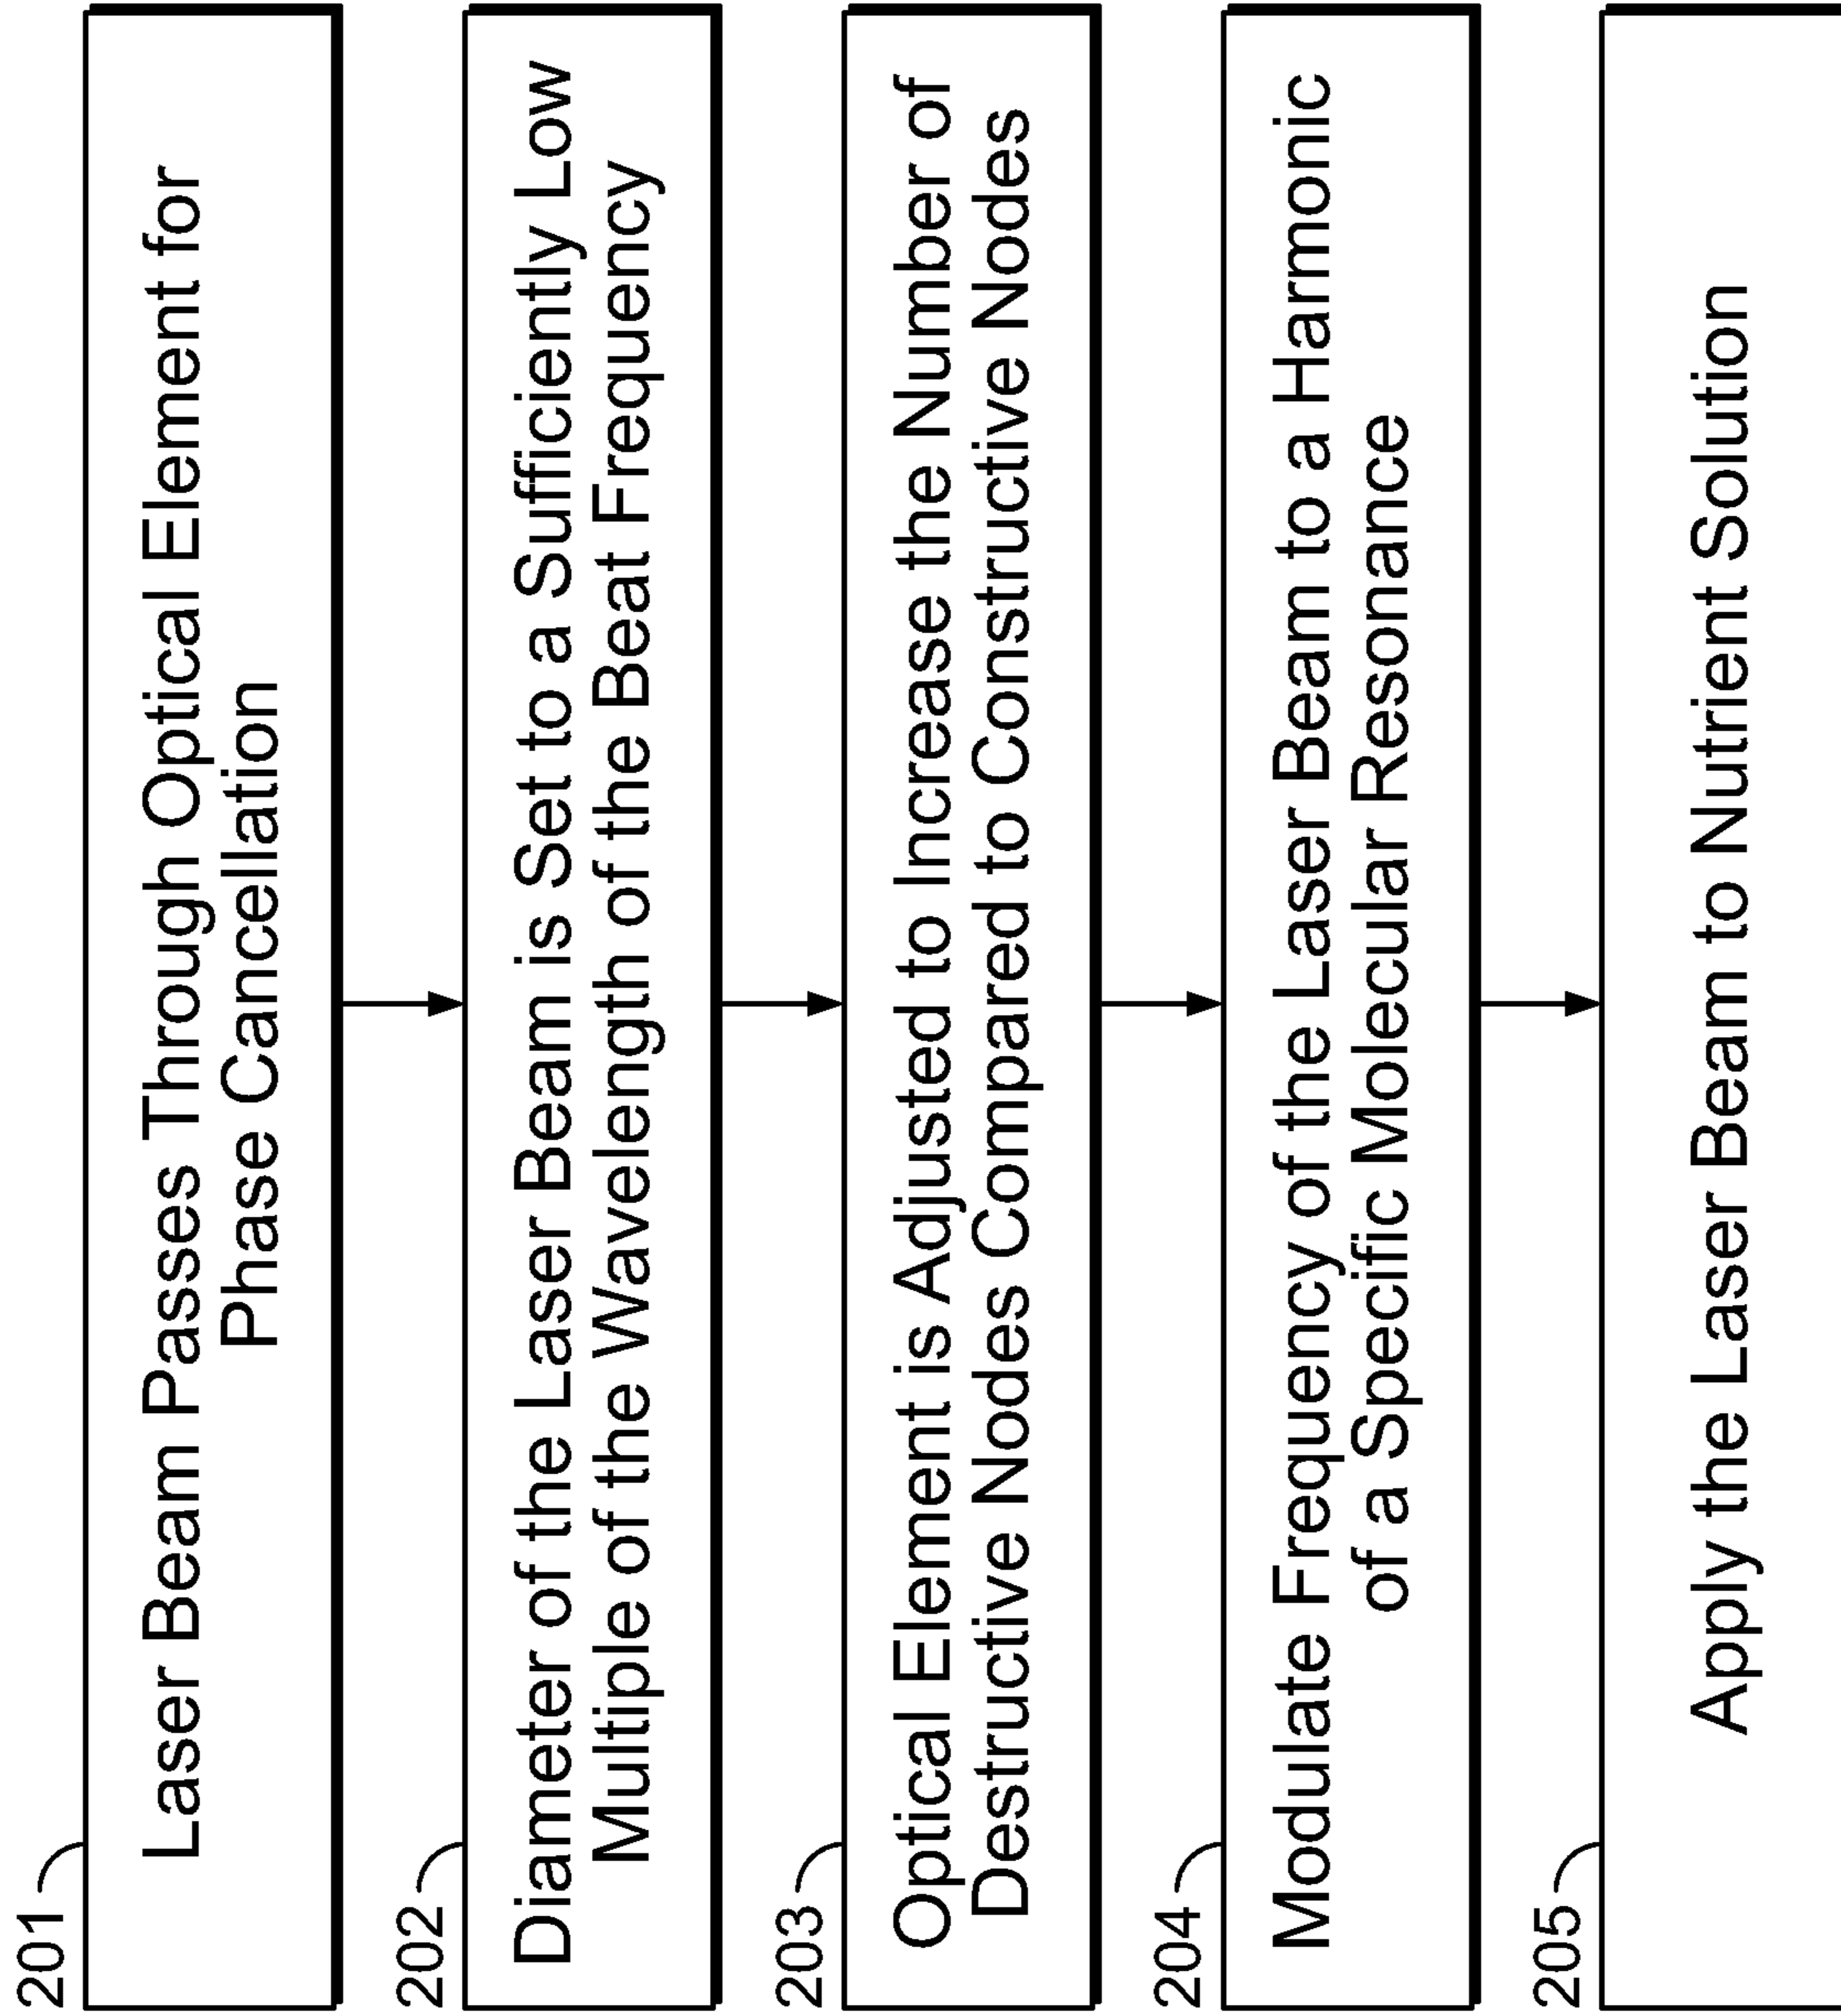 201
Laser Beam Passes Through Optical Element for
Phase Cancellation
202
Diameter of the Laser Beam is Set to a Sufficiently Low
Multiple of the Wavelength of the Beat Frequency
203
Optical Element is Adjusted to Increase the Number of
Destructive Nodes Compared to Constructive Nodes
204
Modulate Frequency of the Laser Beam to a Harmonic
of a Specific Molecular Resonance
205
Apply the Laser Beam to Nutrient Solution